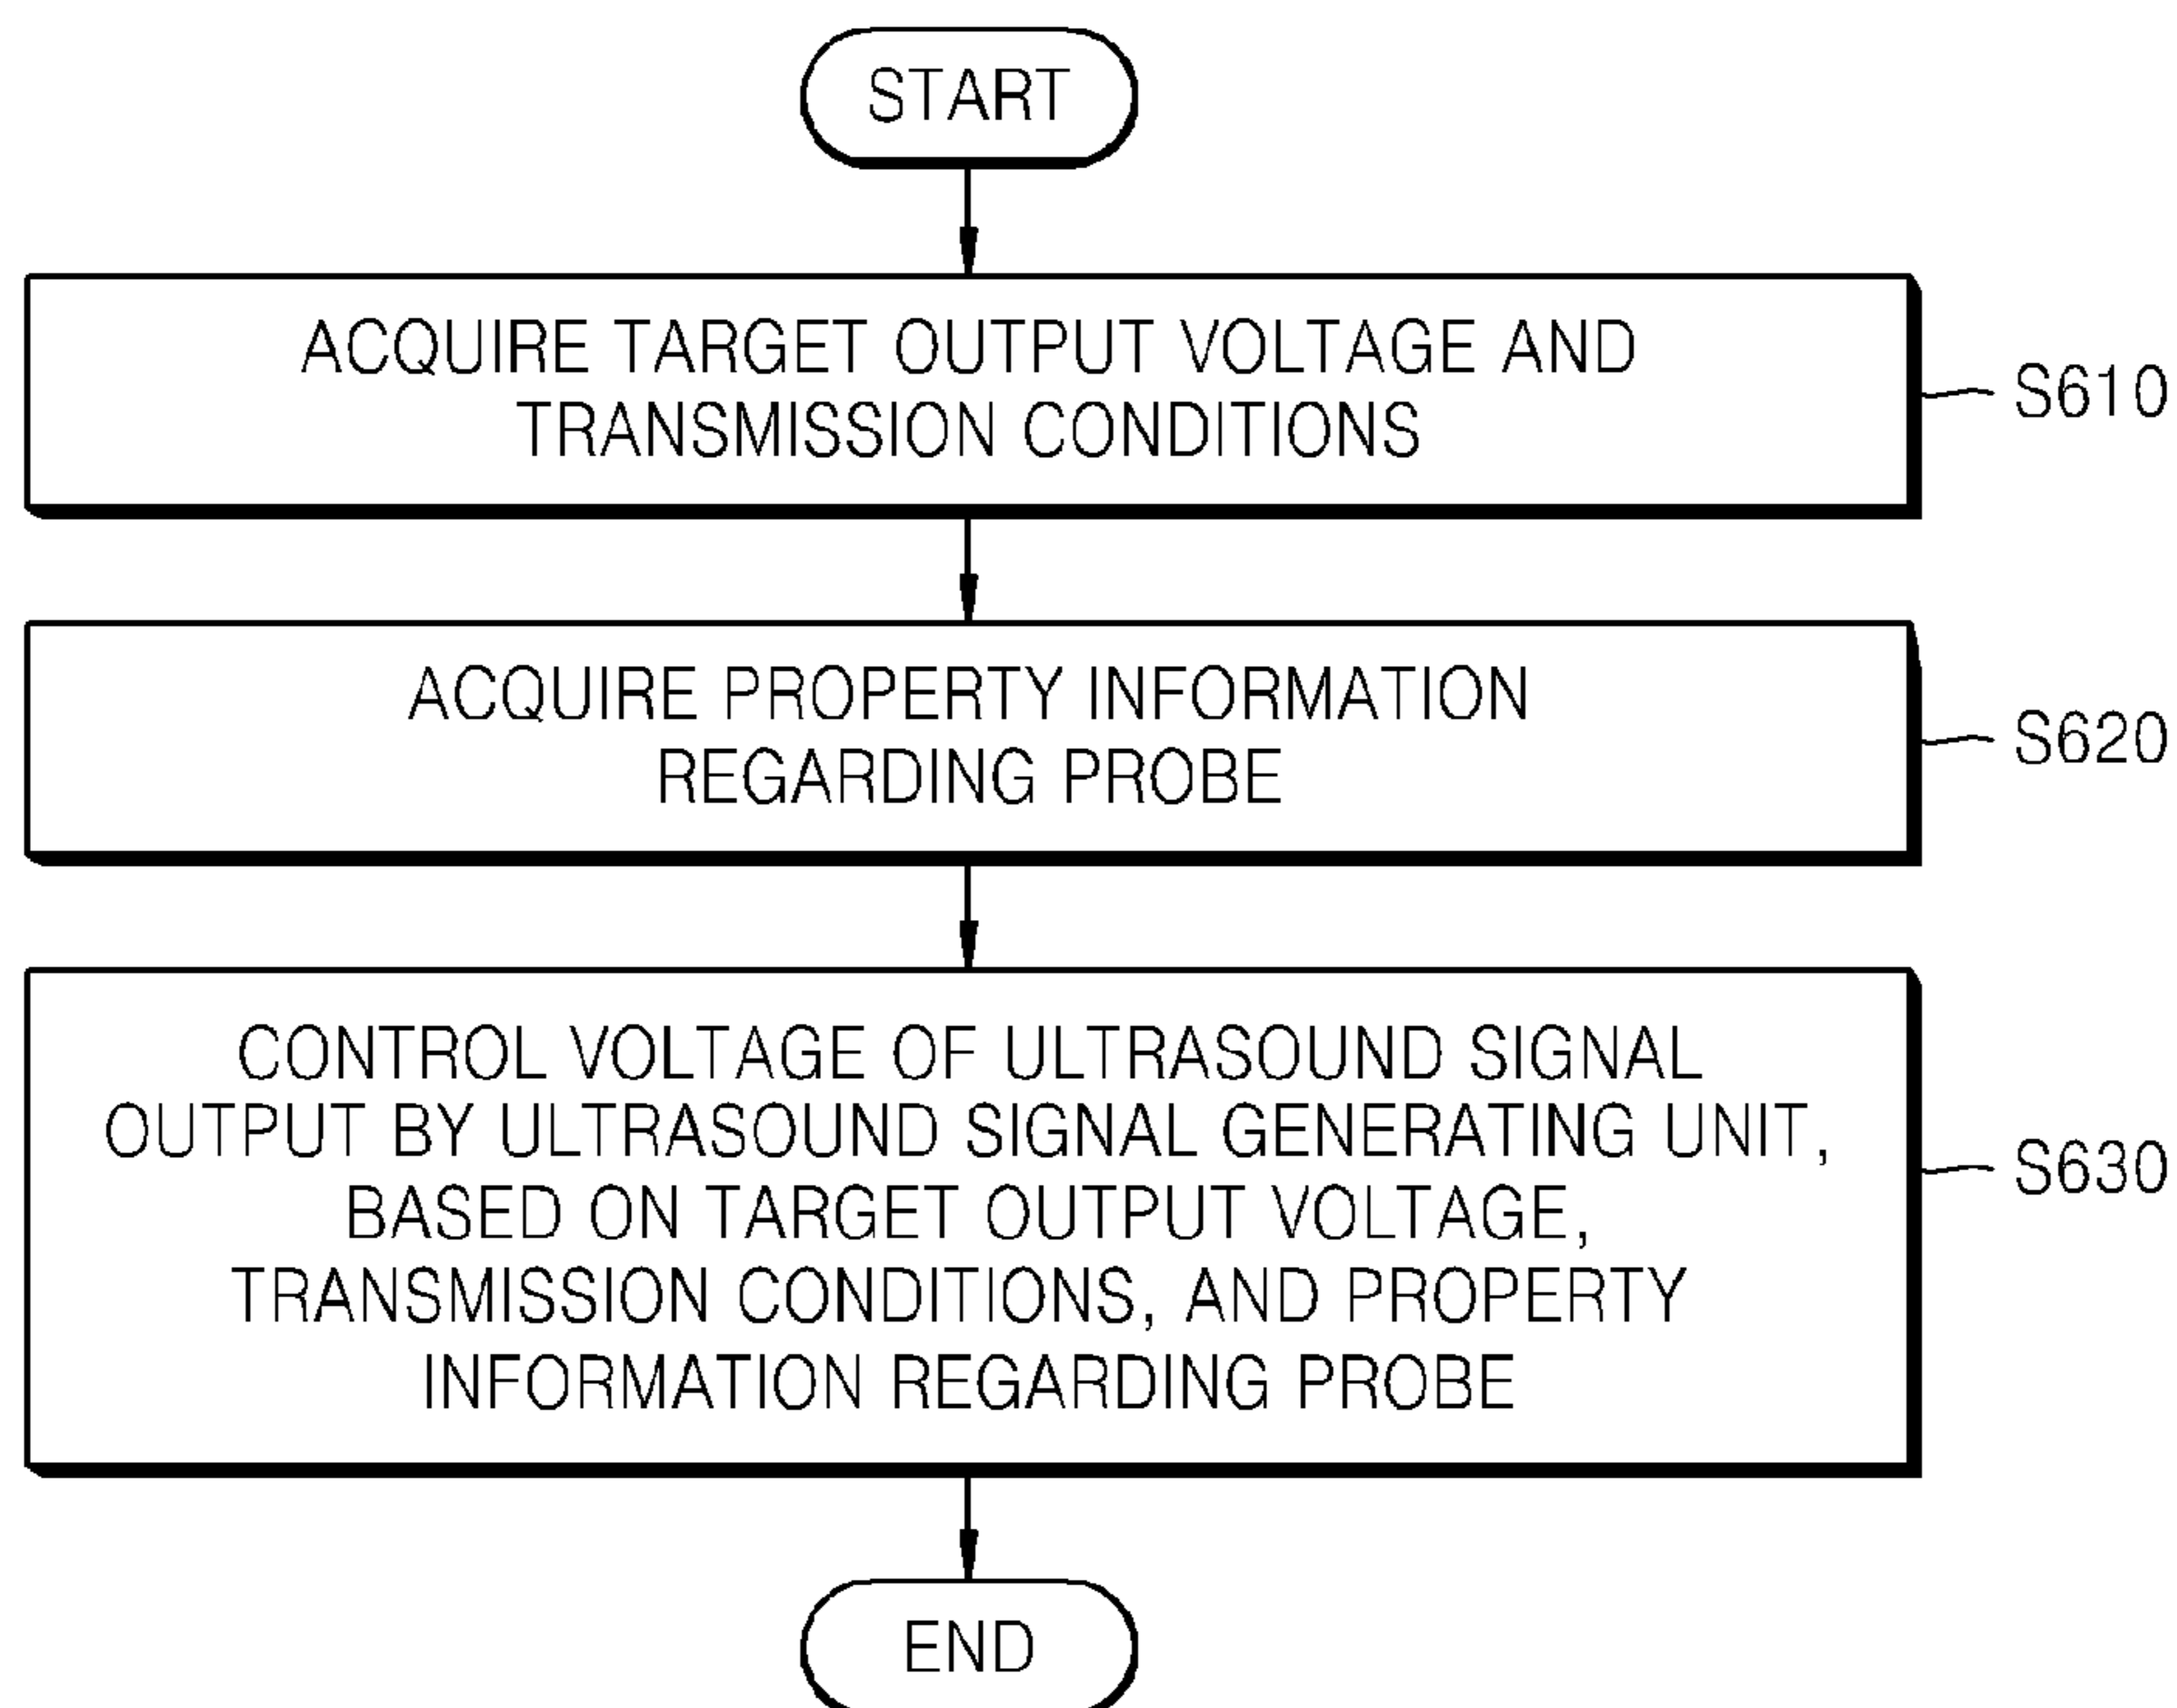 START
ACQUIRE TARGET OUTPUT VOLTAGE AND
TRANSMISSION CONDITIONS
S610
ACQUIRE PROPERTY INFORMATION
REGARDING PROBE
S620
CONTROL VOLTAGE OF ULTRASOUND SIGNAL
OUTPUT BY ULTRASOUND SIGNAL GENERATING UNIT,
BASED ON TARGET OUTPUT VOLTAGE,
TRANSMISSION CONDITIONS, AND PROPERTY
INFORMATION REGARDING PROBE
S630
END